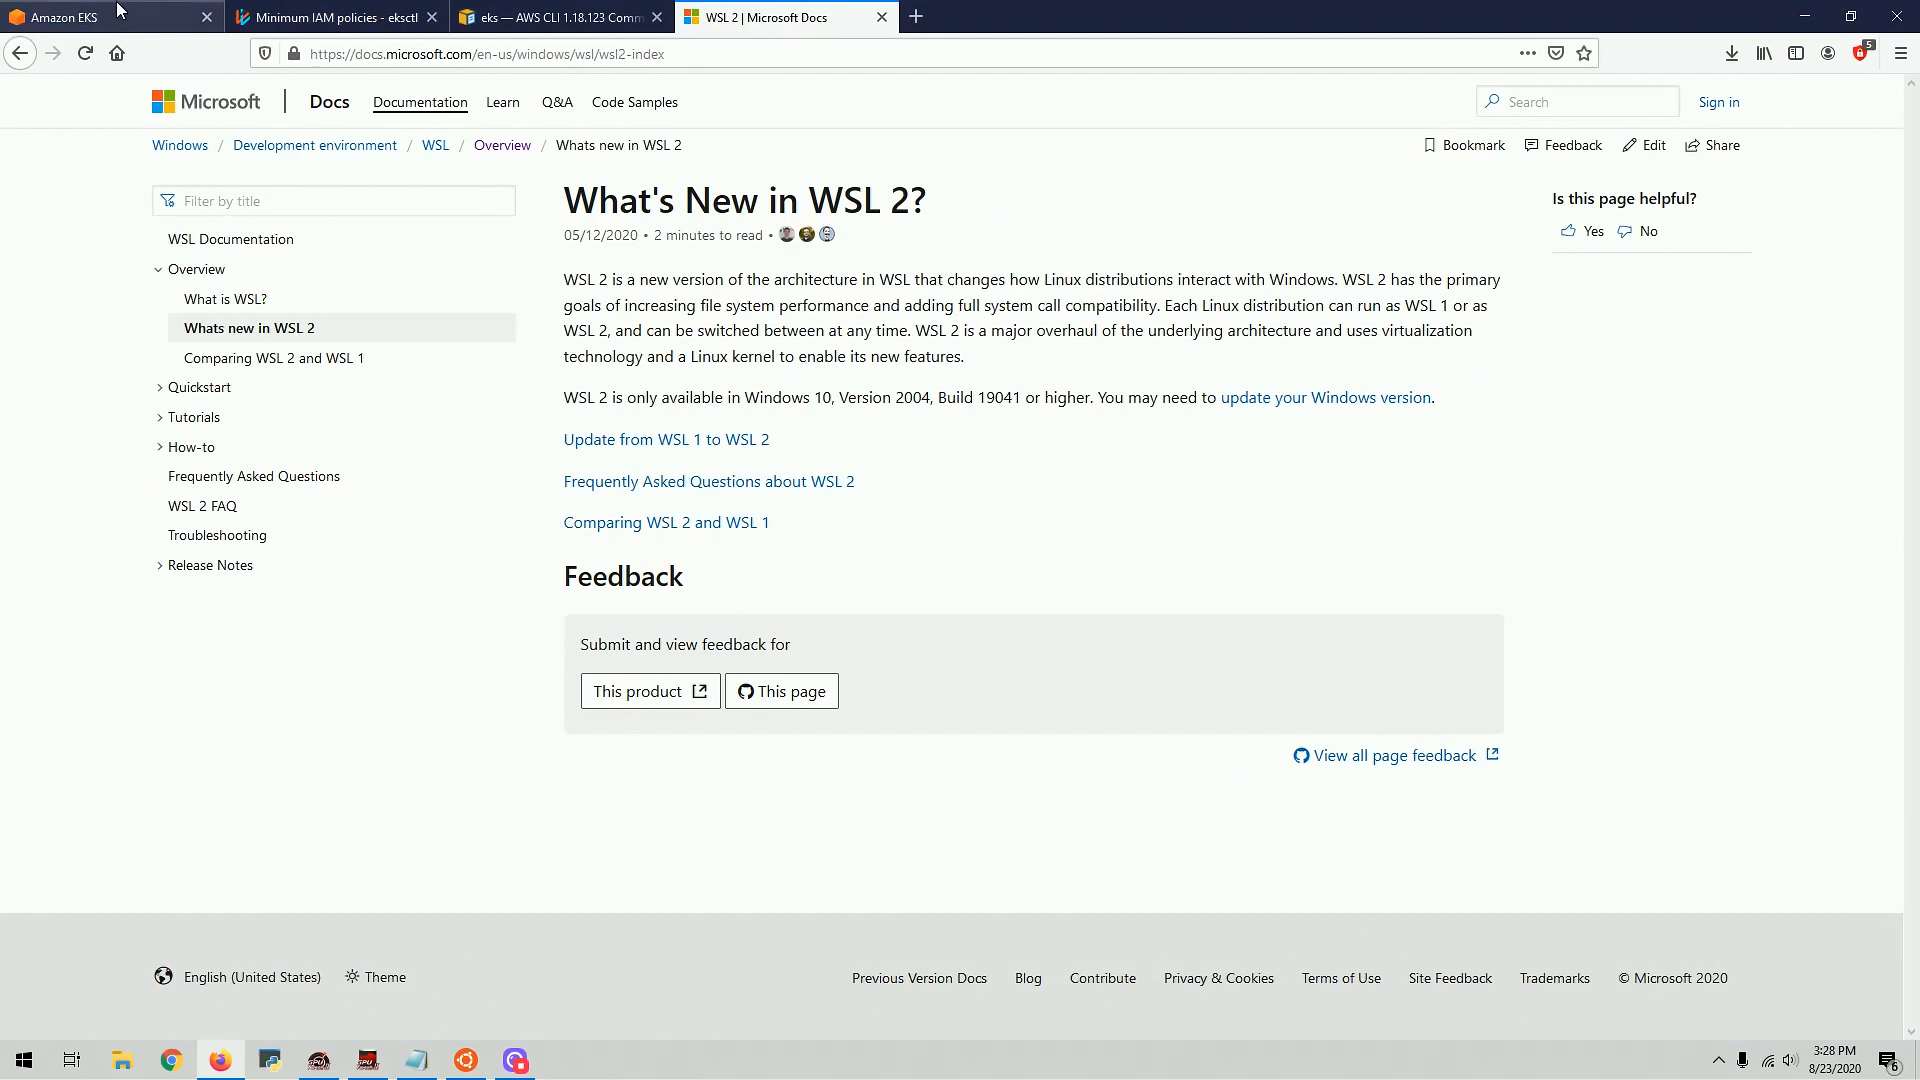 Amazon EKS
Minimum IAM policies - eksctl
eks — AWS CLI 1.18.123 Comm
WSL 2 | Microsoft Docs
https://docs.microsoft.com/en-us/windows/wsl/wsl2-index
5
Microsoft
Docs
Documentation
Learn
Q&A
Code Samples
Search
Sign in
Windows / Development environment / WSL / Overview / Whats new in WSL 2
Bookmark
Feedback
Edit
Share
Filter by title
WSL Documentation
Overview
What is WSL?
Whats new in WSL 2
Comparing WSL 2 and WSL 1
Quickstart
Tutorials
How-to
Frequently Asked Questions
WSL 2 FAQ
Troubleshooting
Release Notes
What's New in WSL 2?
05/12/2020 • 2 minutes to read •
WSL 2 is a new version of the architecture in WSL that changes how Linux distributions interact with Windows. WSL 2 has the primary
goals of increasing file system performance and adding full system call compatibility. Each Linux distribution can run as WSL 1 or as
WSL 2, and can be switched between at any time. WSL 2 is a major overhaul of the underlying architecture and uses virtualization
technology and a Linux kernel to enable its new features.
WSL 2 is only available in Windows 10, Version 2004, Build 19041 or higher. You may need to update your Windows version.
Update from WSL 1 to WSL 2
Frequently Asked Questions about WSL 2
Comparing WSL 2 and WSL 1
Feedback
Submit and view feedback for
This product
This page
View all page feedback
Is this page helpful?
Yes
No
English (United States)
Theme
Previous Version Docs
Blog
Contribute
Privacy & Cookies
Terms of Use
Site Feedback
Trademarks
© Microsoft 2020
3:28 PM
8/23/2020
6